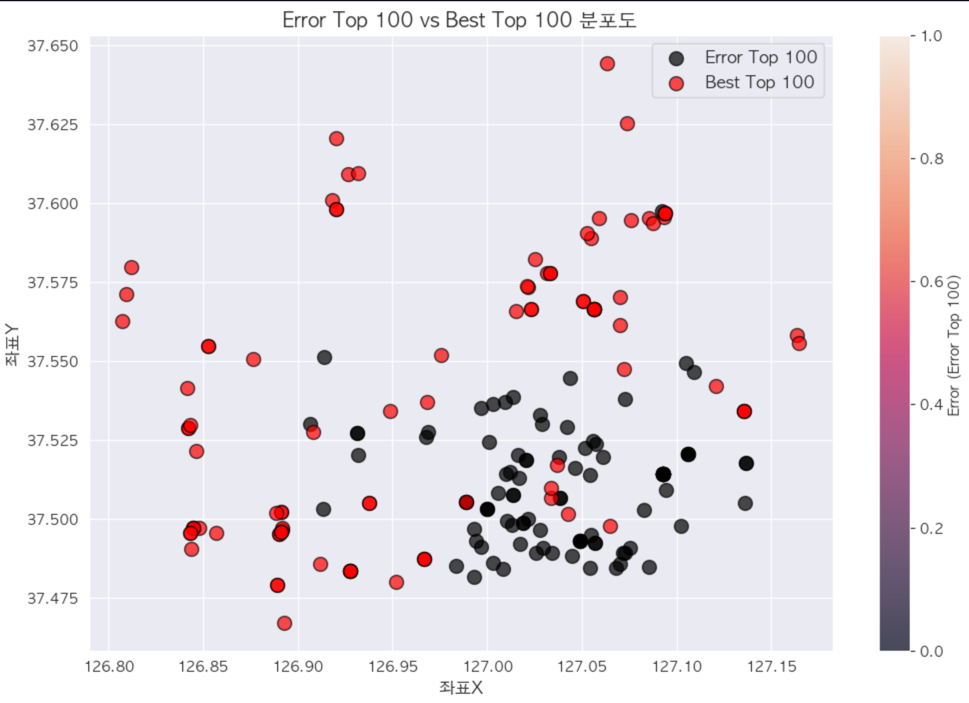 Error Top 100 vs Best Top 100 분포도
Error Top 100
Best Top 100
37.650
37.625
37.600
37.575
37.550
37.525
37.500
37.475
좌표Y
126.80 126.85 126.90 126.95 127.00 127.05 127.10 127.15
좌표X
1.0
0.8
0.6
0.4
0.2
0.0
Error (Error Top 100)